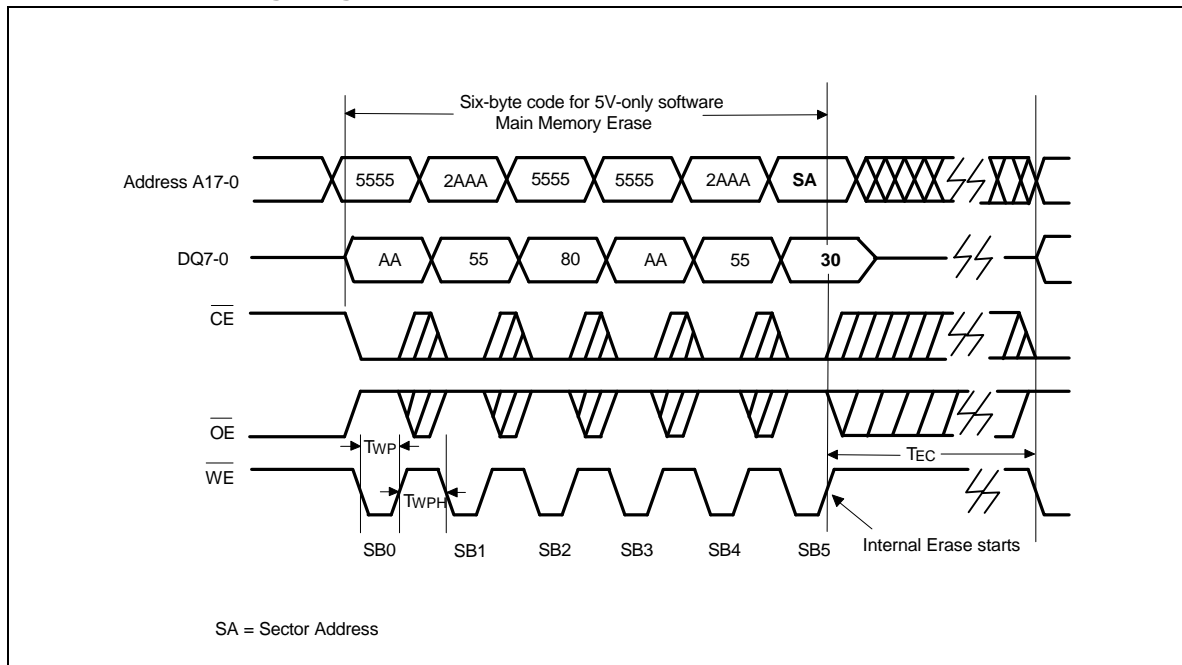 Six-byte code for 5V-only software
Main Memory Erase
Address A17-0
5555
2AAA
5555
5555
2AAA
SA
DQ7-0
AA
55
80
AA
55
30
CE
OE
TWP
TEC
WE
TWPH
SB0
SB1
SB2
SB3
SB4
SB5
Internal Erase starts
SA = Sector Address